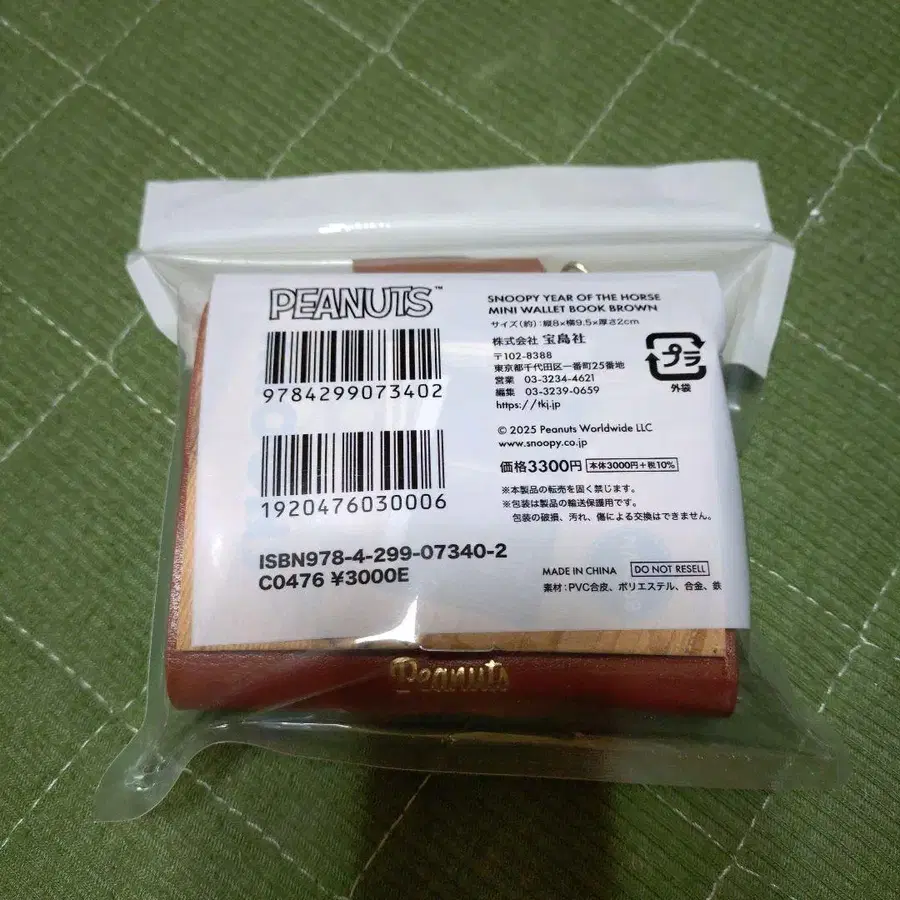 PEANUTS™
9784299073402
1920476030006
ISBN978-4-299-07340-2
C0476 ¥3000E
SNOOPY YEAR OF THE HORSE
MINI WALLET BOOK BROWN
サイズ(約):縦8×横9.5×厚さ2cm
株式会社 宝島社
〒102-8388
東京都千代田区一番町25番地
営業 03-3234-4621
編集 03-3239-0659
https://tkj.jp
プラ
外袋
© 2025 Peanuts Worldwide LLC
www.snoopy.co.jp
価格3300円 本体3000円+税10%
※本製品の転売を固く禁じます。
※包装は製品の輸送保護用です。
包装の破損、汚れ、傷による交換はできません。
MADE IN CHINA DO NOT RESELL
素材:PVC合皮、ポリエステル、合金、鉄
Peanuts